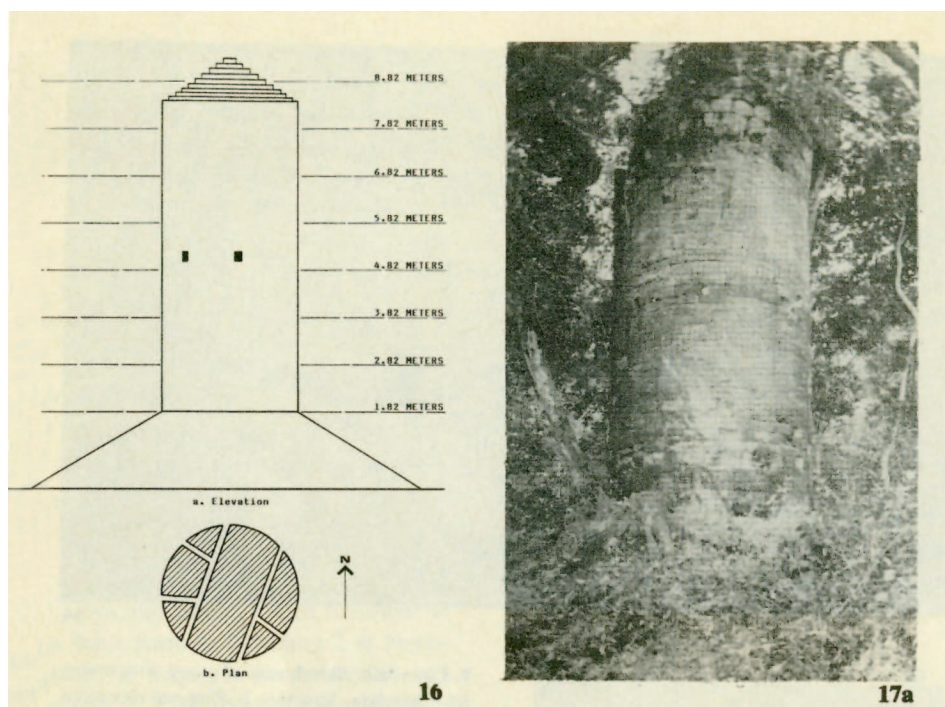 8.82 METERS
7.82 METERS
6.82 METERS
5.82 METERS
4.82 METERS
3.82 METERS
2.82 METERS
1.82 METERS
a. Elevation
N
b. Plan
16
17a